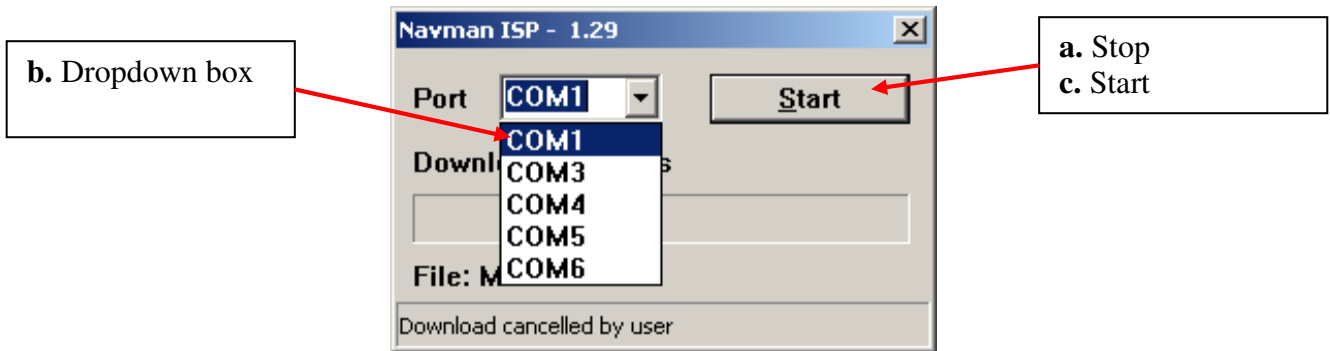 Navman ISP - 1.29
b. Dropdown box
a. Stop
c. Start
Port COM1 Start
COM1
COM3
COM4
COM5
COM6
File:
Download cancelled by user